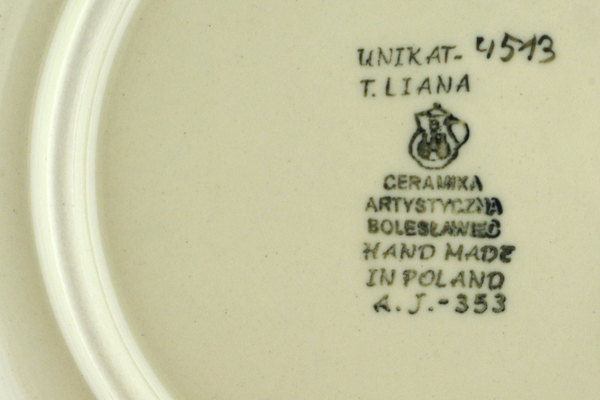 UNIKAT- 4513
T. LIANA
CERAMIKA
ARTYSTYCZNA
BOLESŁAWIEC
HAND MADE
IN POLAND
A. J.-353